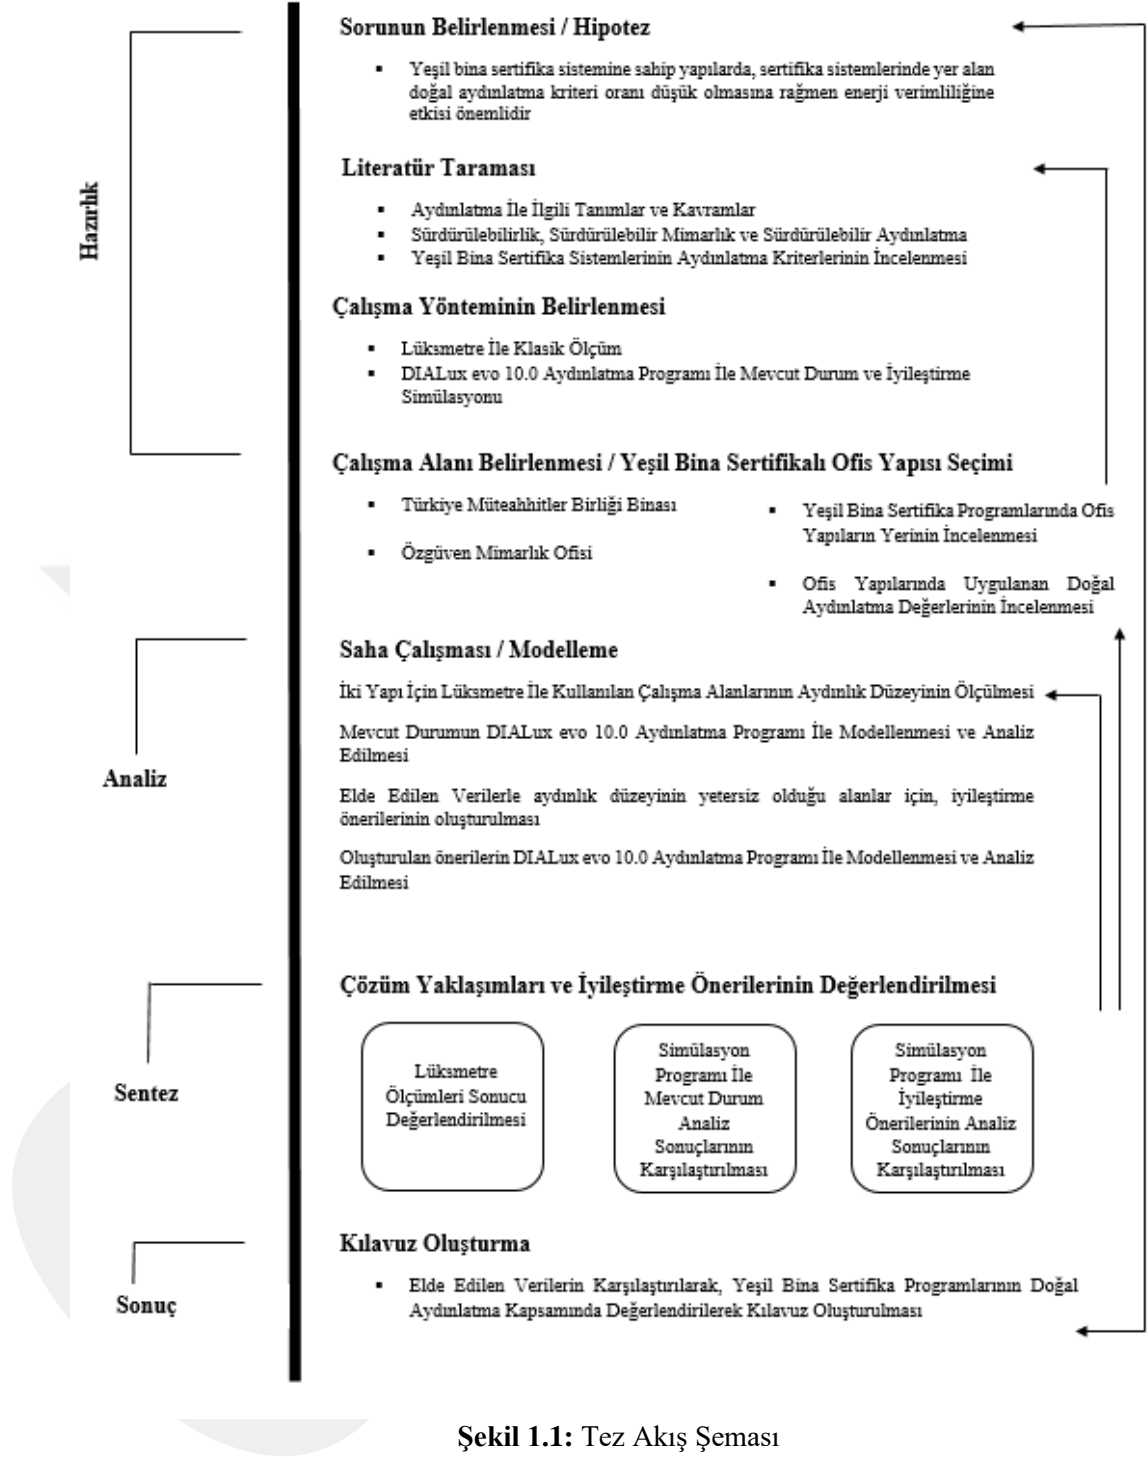 Hazırlık
Sorunun Belirlenmesi / Hipotez
▪ Yeşil bina sertifika sistemine sahip yapılarda, sertifika sistemlerinde yer alan
doğal aydınlatma kriteri oranı düşük olmasına rağmen enerji verimliliğine
etkisi önemlidir
Literatür Taraması
▪ Aydınlatma İle İlgili Tanımlar ve Kavramlar
▪ Sürdürülebilirlik, Sürdürülebilir Mimarlık ve Sürdürülebilir Aydınlatma
▪ Yeşil Bina Sertifika Sistemlerinin Aydınlatma Kriterlerinin İncelenmesi
Çalışma Yönteminin Belirlenmesi
▪ Lüksmetre İle Klasik Ölçüm
▪ DIALux evo 10.0 Aydınlatma Programı İle Mevcut Durum ve İyileştirme
Simülasyonu
Çalışma Alanı Belirlenmesi / Yeşil Bina Sertifikalı Ofis Yapısı Seçimi
▪ Türkiye Müteahhitler Birliği Binası
▪ Özgüven Mimarlık Ofisi
▪ Yeşil Bina Sertifika Programlarında Ofis
Yapıların Yerinin İncelenmesi
▪ Ofis Yapılarında Uygulanan Doğal
Aydınlatma Değerlerinin İncelenmesi
Analiz
Saha Çalışması / Modelleme
İki Yapı İçin Lüksmetre İle Kullanılan Çalışma Alanlarının Aydınlık Düzeyinin Ölçülmesi
Mevcut Durumun DIALux evo 10.0 Aydınlatma Programı İle Modellenmesi ve Analiz
Edilmesi
Elde Edilen Verilerle aydınlık düzeyinin yetersiz olduğu alanlar için, iyileştirme
önerilerinin oluşturulması
Oluşturulan önerilerin DIALux evo 10.0 Aydınlatma Programı İle Modellenmesi ve Analiz
Edilmesi
Sentez
Çözüm Yaklaşımları ve İyileştirme Önerilerinin Değerlendirilmesi
Lüksmetre
Ölçümleri Sonucu
Değerlendirilmesi
Simülasyon
Programı İle
Mevcut Durum
Analiz
Sonuçlarının
Karşılaştırılması
Simülasyon
Programı İle
İyileştirme
Önerilerinin Analiz
Sonuçlarının
Karşılaştırılması
Sonuç
Kılavuz Oluşturma
▪ Elde Edilen Verilerin Karşılaştırılarak, Yeşil Bina Sertifika Programlarının Doğal
Aydınlatma Kapsamında Değerlendirilerek Kılavuz Oluşturulması
Şekil 1.1: Tez Akış Şeması